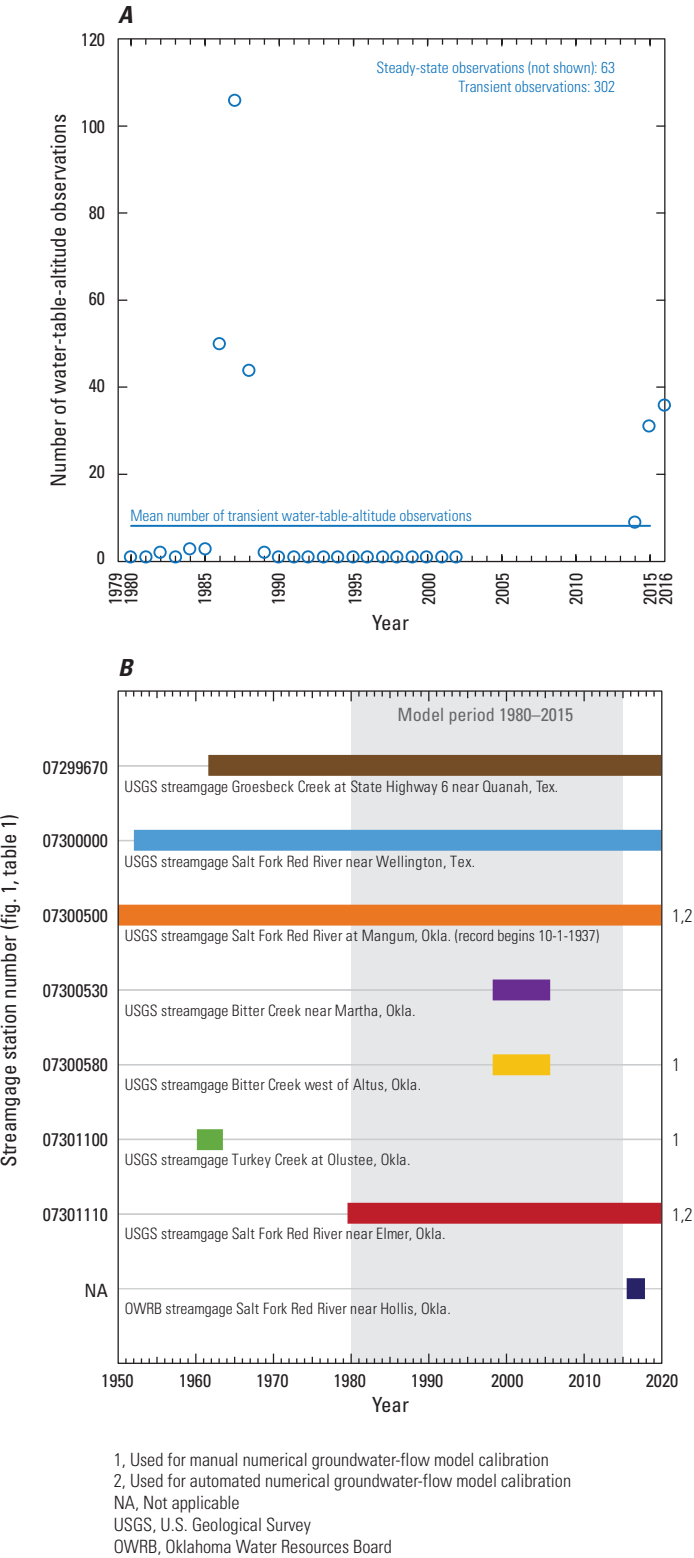 A
Number of water-table-altitude observations
120
100
80
60
40
20
0
Steady-state observations (not shown): 63
Transient observations: 302
Mean number of transient water-table-altitude observations
1979
1980
1985
1990
1995
2000
2005
2010
2015
2016
Year
B
Streamgage station number (fig. 1, table 1)
Model period 1980–2015
07299670
USGS streamgage Groesbeck Creek at State Highway 6 near Quanah, Tex.
07300000
USGS streamgage Salt Fork Red River near Wellington, Tex.
07300500 1,2
USGS streamgage Salt Fork Red River at Mangum, Okla. (record begins 10-1-1937)
07300530
USGS streamgage Bitter Creek near Martha, Okla.
07300580 1
USGS streamgage Bitter Creek west of Altus, Okla.
07301100 1
USGS streamgage Turkey Creek at Olustee, Okla.
07301110 1,2
USGS streamgage Salt Fork Red River near Elmer, Okla.
NA
OWRB streamgage Salt Fork Red River near Hollis, Okla.
1950 1960 1970 1980 1990 2000 2010 2020
Year
1, Used for manual numerical groundwater-flow model calibration
2, Used for automated numerical groundwater-flow model calibration
NA, Not applicable
USGS, U.S. Geological Survey
OWRB, Oklahoma Water Resources Board